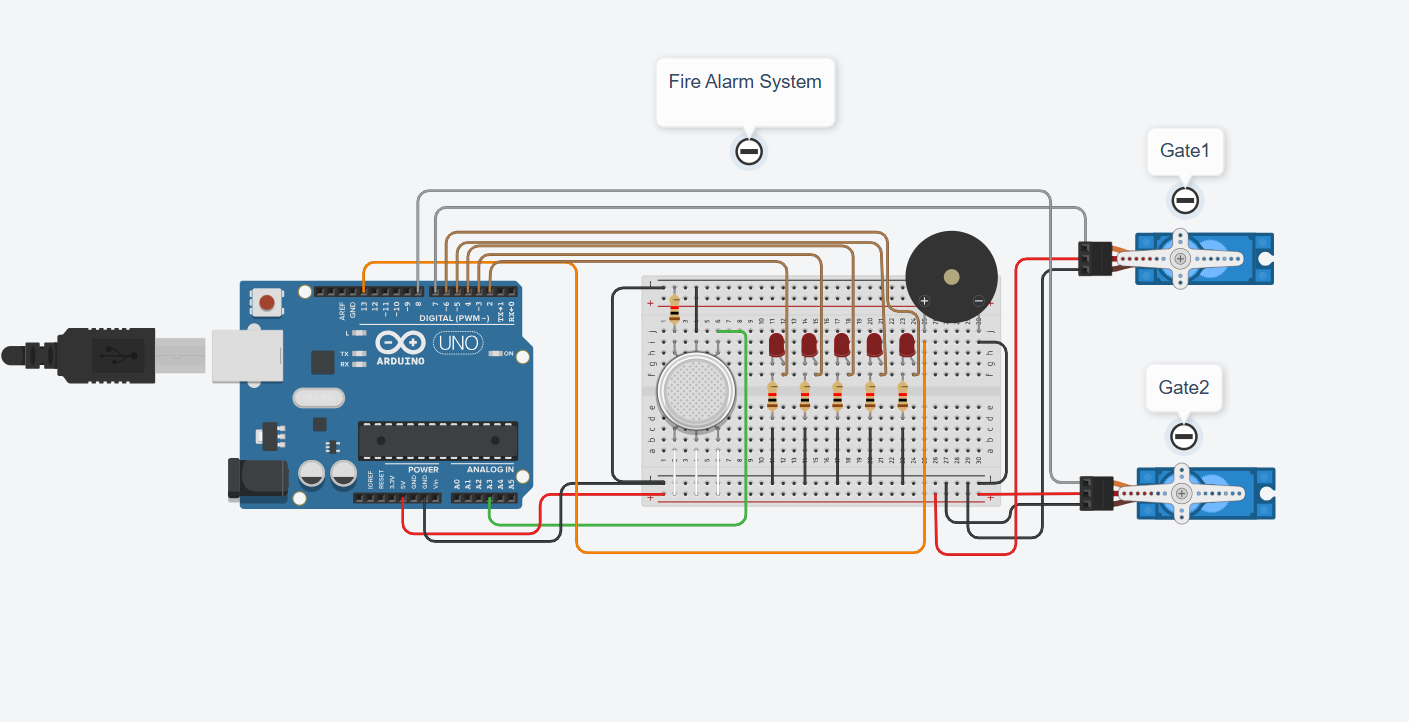 Fire Alarm System
Gate1
Gate2
AREF
GND
13
12
~11
~10
~9
8
7
~6
~5
4
~3
2
TX→1
RX←0
DIGITAL (PWM~)
L
TX
RX
ARDUINO
UNO
ON
POWER
ANALOG IN
IOREF
RESET
3.3V
5V
GND
GND
Vin
A0
A1
A2
A3
A4
A5